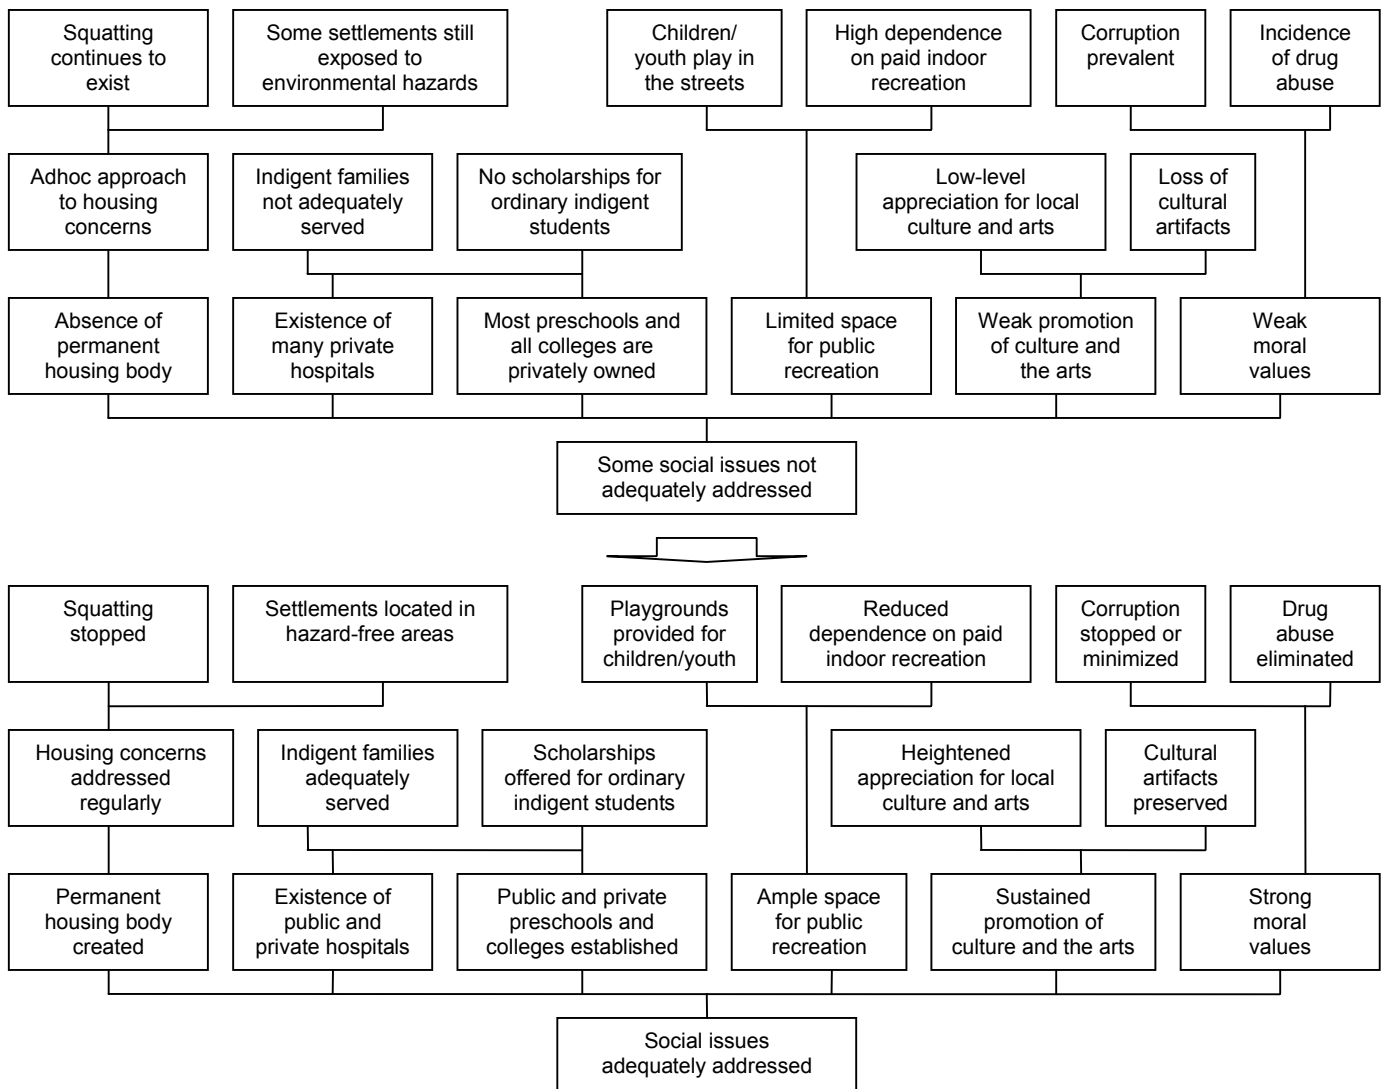 Squatting
continues to
exist
Some settlements still
exposed to
environmental hazards
Children/
youth play in
the streets
High dependence
on paid indoor
recreation
Corruption
prevalent
Incidence
of drug
abuse
Adhoc approach
to housing
concerns
Indigent families
not adequately
served
No scholarships for
ordinary indigent
students
Low-level
appreciation for local
culture and arts
Loss of
cultural
artifacts
Absence of
permanent
housing body
Existence of
many private
hospitals
Most preschools and
all colleges are
privately owned
Limited space
for public
recreation
Weak promotion
of culture and
the arts
Weak
moral
values
Some social issues not
adequately addressed
Squatting
stopped
Settlements located in
hazard-free areas
Playgrounds
provided for
children/youth
Reduced
dependence on paid
indoor recreation
Corruption
stopped or
minimized
Drug
abuse
eliminated
Housing concerns
addressed
regularly
Indigent families
adequately
served
Scholarships
offered for ordinary
indigent students
Heightened
appreciation for local
culture and arts
Cultural
artifacts
preserved
Permanent
housing body
created
Existence of
public and
private hospitals
Public and private
preschools and
colleges established
Ample space
for public
recreation
Sustained
promotion of
culture and the arts
Strong
moral
values
Social issues
adequately addressed